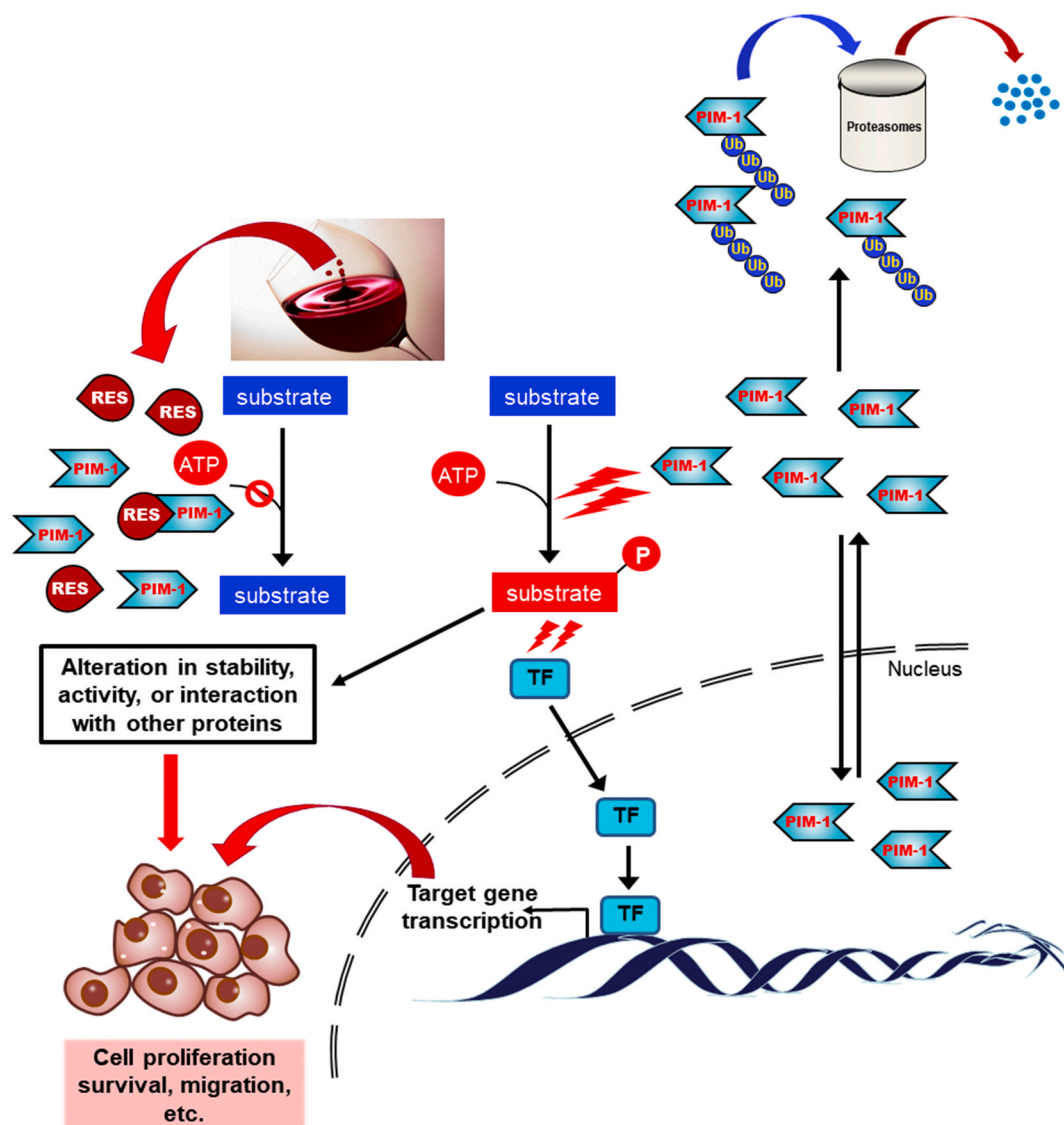 PIM-1
Ub
Ub
Ub
Ub
Proteasomes
PIM-1
Ub
Ub
Ub
Ub
PIM-1
Ub
Ub
Ub
Ub
RES
RES
substrate
substrate
PIM-1
PIM-1
PIM-1
ATP
ATP
PIM-1
PIM-1
PIM-1
RES
PIM-1
PIM-1
RES
PIM-1
substrate
substrate
P
Alteration in stability,
activity, or interaction
with other proteins
TF
Nucleus
TF
PIM-1
PIM-1
PIM-1
Target gene
transcription
TF
Cell proliferation
survival, migration,
etc.